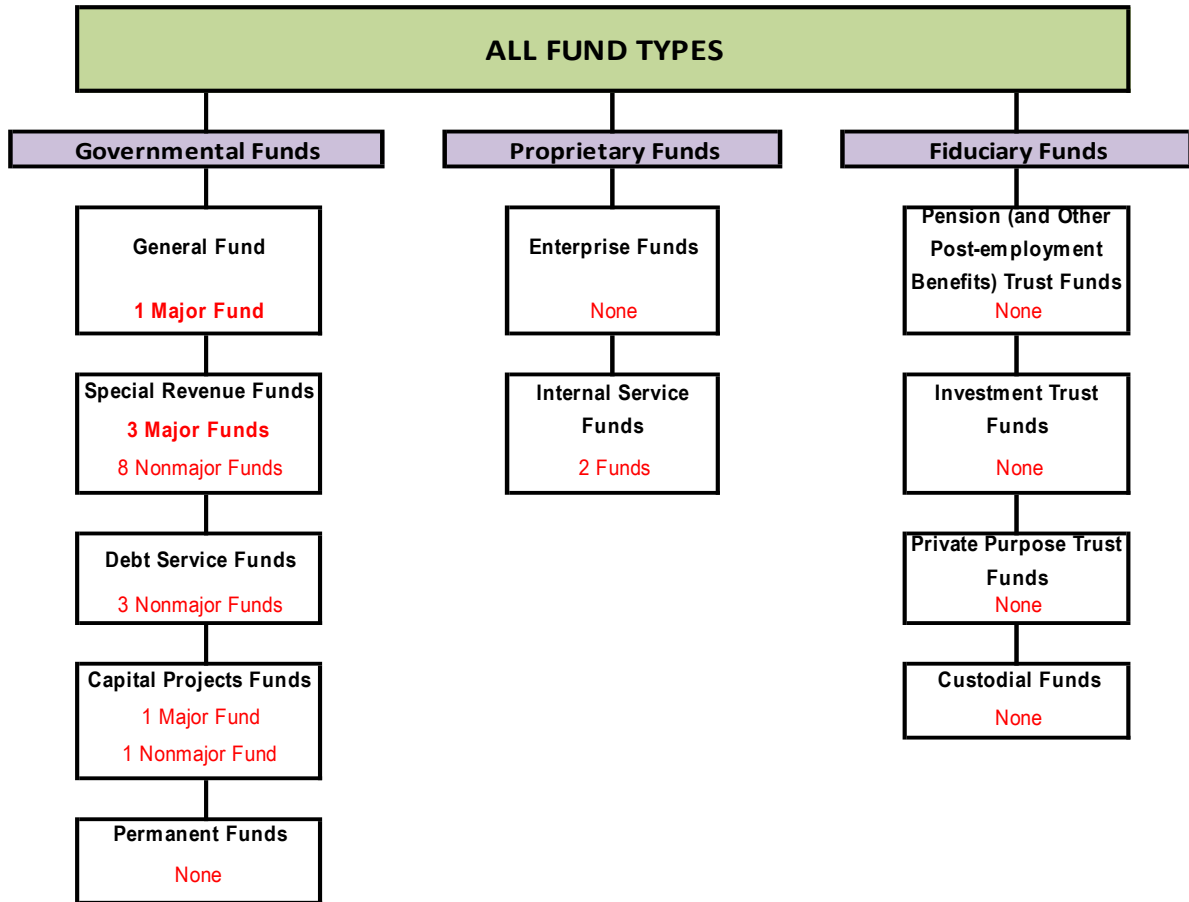 ALL FUND TYPES
Governmental Funds
General Fund
1 Major Fund
Special Revenue Funds
3 Major Funds
8 Nonmajor Funds
Debt Service Funds
3 Nonmajor Funds
Capital Projects Funds
1 Major Fund
1 Nonmajor Fund
Permanent Funds
None
Proprietary Funds
Enterprise Funds
None
Internal Service
Funds
2 Funds
Fiduciary Funds
Pension (and Other
Post-employment
Benefits) Trust Funds
None
Investment Trust
Funds
None
Private Purpose Trust
Funds
None
Custodial Funds
None